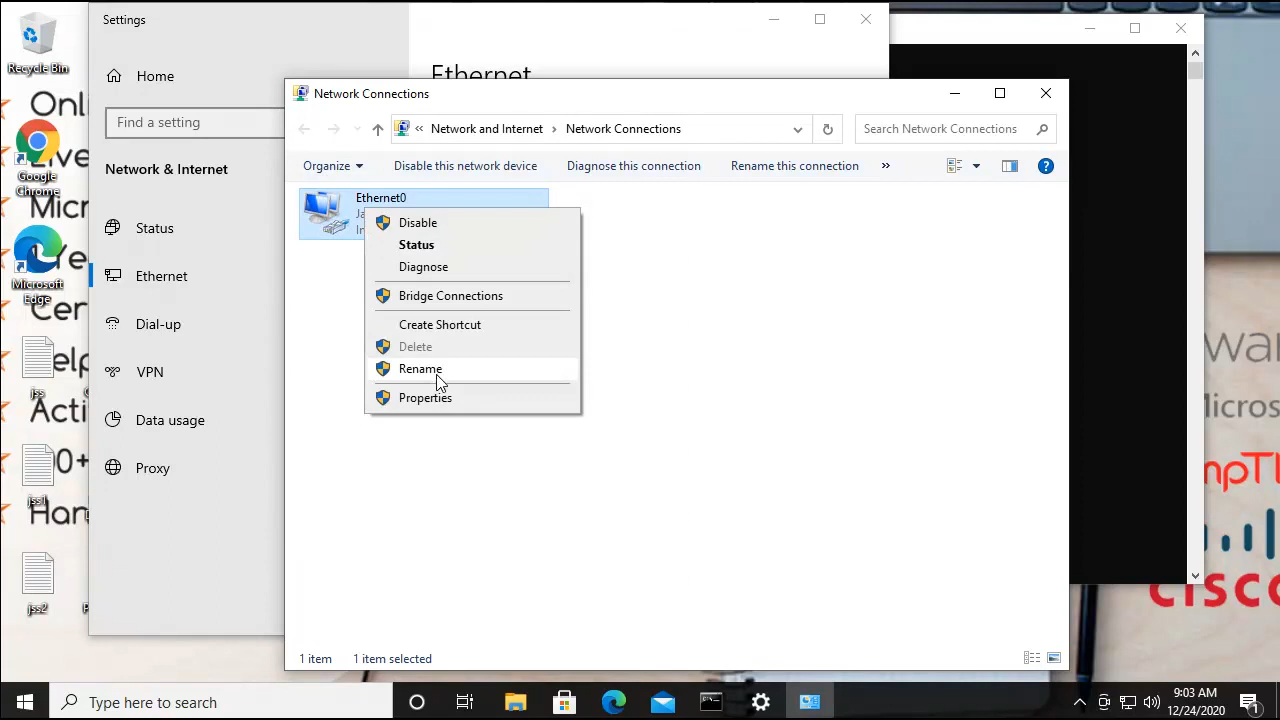 Recycle Bin
Google
Chrome
Microsoft
Edge
jss
jss1
jss2
Settings
Home
Find a setting
Network & Internet
Status
Ethernet
Dial-up
VPN
Data usage
Proxy
Ethernet
Network Connections
« Network and Internet › Network Connections
Search Network Connections
Organize
Disable this network device
Diagnose this connection
Rename this connection
»
Ethernet0
Disable
Status
Diagnose
Bridge Connections
Create Shortcut
Delete
Rename
Properties
1 item
1 item selected
CISCO
Type here to search
9:03 AM
12/24/2020
1